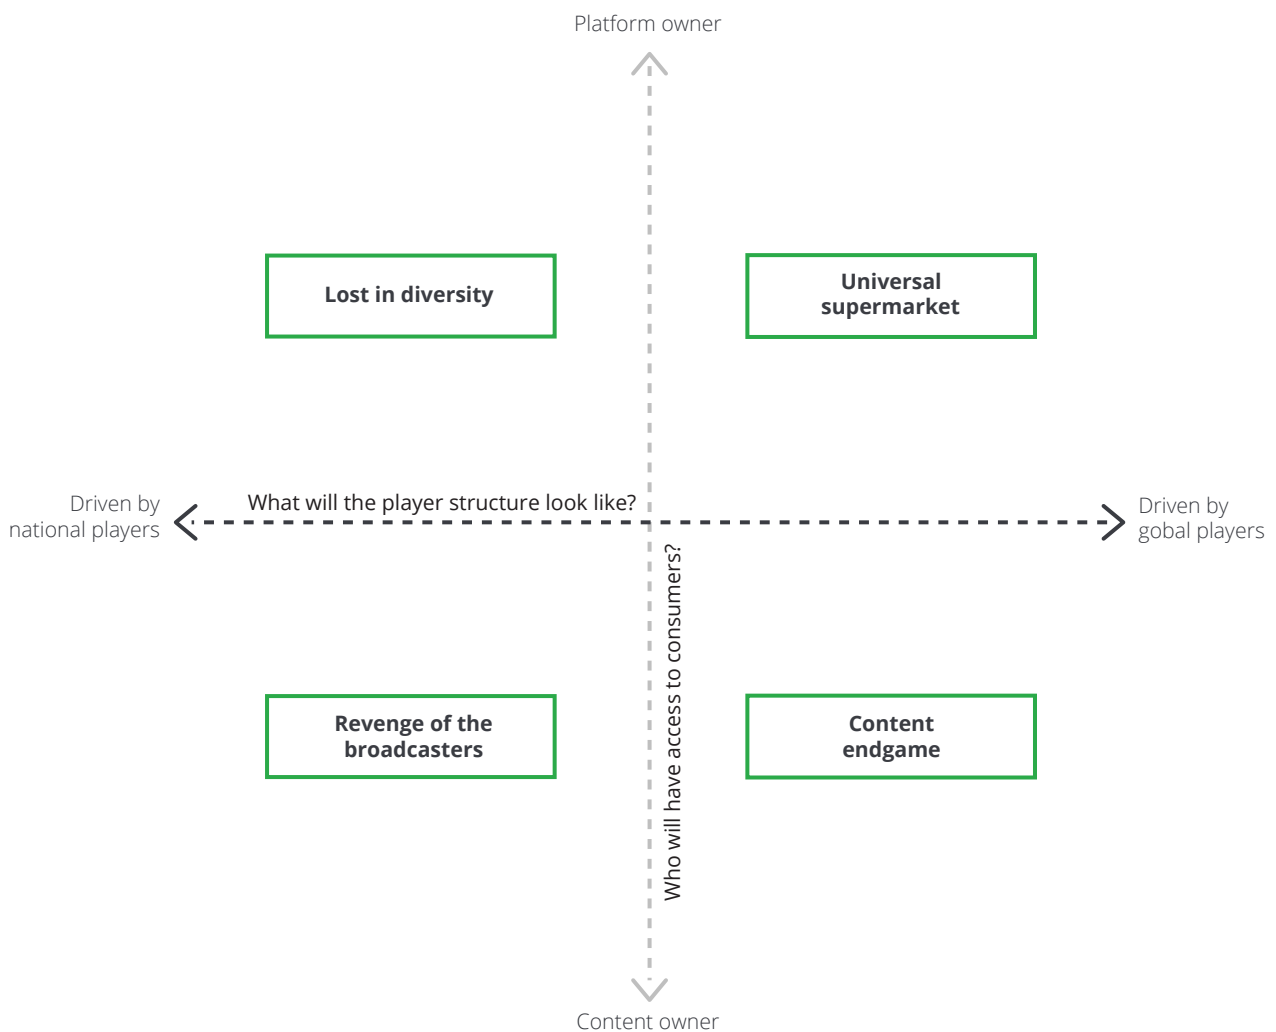 Platform owner
Lost in diversity
Universal
supermarket
What will the player structure look like?
Driven by
national players
Driven by
gobal players
Who will have access to consumers?
Revenge of the
broadcasters
Content
endgame
Content owner